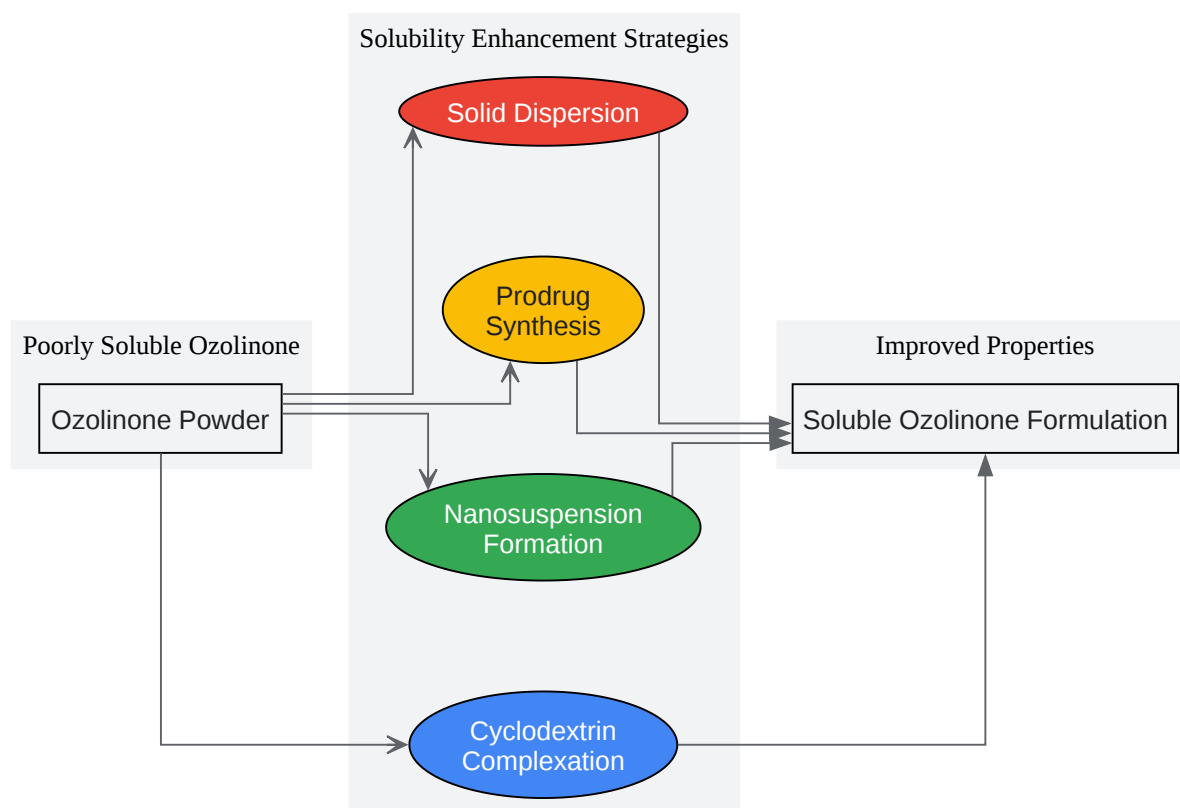 Solubility Enhancement Strategies
Solid Dispersion
Prodrug
Synthesis
Poorly Soluble Ozolinone
Ozolinone Powder
Improved Properties
Soluble Ozolinone Formulation
Nanosuspension
Formation
Cyclodextrin
Complexation